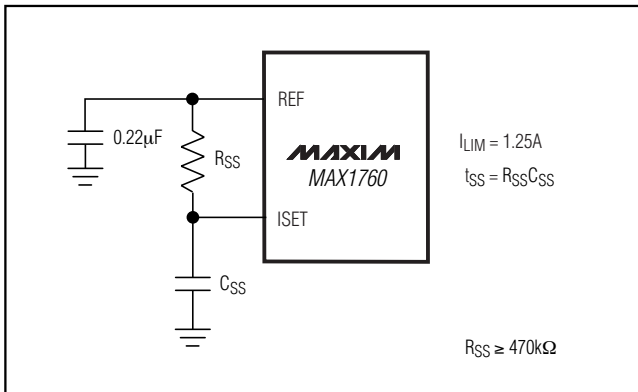 REF
0.22µF
RSS
MAXIM
MAX1760
ILIM = 1.25A
tSS = RSSCSS
ISET
CSS
RSS ≥ 470kΩ